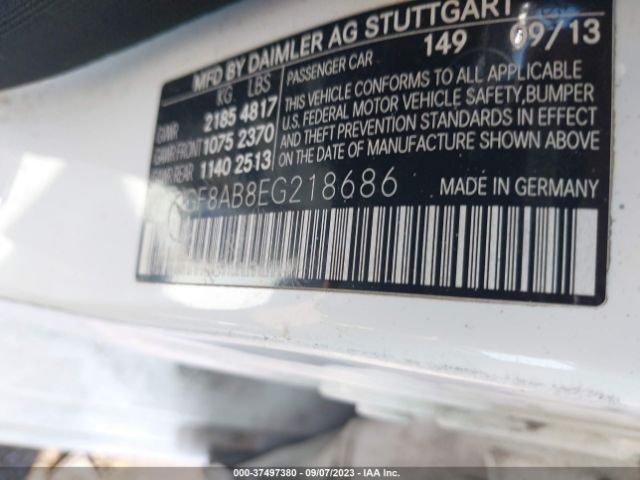 MFD BY DAIMLER AG STUTTGART
149 09/13
KG LBS PASSENGER CAR
GVWR 2185 4817
GAWR FRONT 1075 2370
GAWR REAR 1140 2513
THIS VEHICLE CONFORMS TO ALL APPLICABLE
U.S. FEDERAL MOTOR VEHICLE SAFETY, BUMPER
AND THEFT PREVENTION STANDARDS IN EFFECT
ON THE DATE OF MANUFACTURE SHOWN ABOVE
GF8AB8EG218686 MADE IN GERMANY
000-37497380 - 09/07/2023 - IAA Inc.